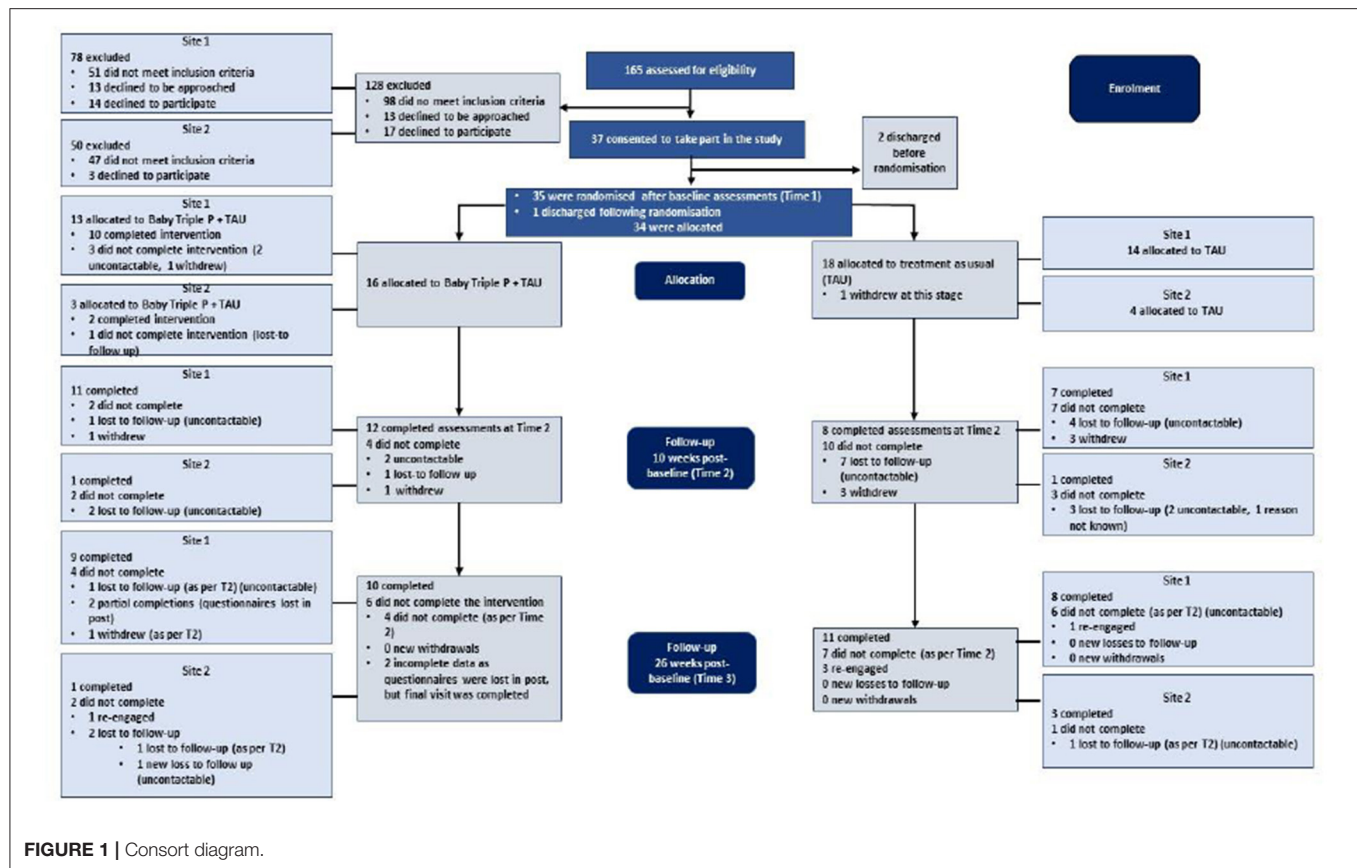 Site 1
78 excluded
• 51 did not meet inclusion criteria
• 13 declined to be approached
• 14 declined to participate
Site 2
50 excluded
• 47 did not meet inclusion criteria
• 3 declined to participate
128 excluded
• 98 did no meet inclusion criteria
• 13 declined to be approached
• 17 declined to participate
165 assessed for eligibility
37 consented to take part in the study
2 discharged
before
randomisation
Enrolment
• 35 were randomised after baseline assessments (Time 1)
• 1 discharged following randomisation
34 were allocated
Site 1
13 allocated to Baby Triple P + TAU
• 10 completed intervention
• 3 did not complete intervention (2
uncontactable, 1 withdrew)
Site 2
3 allocated to Baby Triple P + TAU
• 2 completed intervention
• 1 did not complete intervention (lost-to
follow up)
16 allocated to Baby Triple P + TAU
Allocation
18 allocated to treatment as usual
(TAU)
• 1 withdrew at this stage
Site 1
14 allocated to TAU
Site 2
4 allocated to TAU
Site 1
11 completed
• 2 did not complete
• 1 lost to follow-up (uncontactable)
• 1 withdrew
Site 2
1 completed
2 did not complete
• 2 lost to follow-up (uncontactable)
12 completed assessments at Time 2
4 did not complete
• 2 uncontactable
• 1 lost-to follow up
• 1 withdrew
Follow-up
10 weeks post-
baseline (Time 2)
8 completed assessments at Time 2
10 did not complete
• 7 lost to follow-up
(uncontactable)
• 3 withdrew
Site 1
7 completed
7 did not complete
• 4 lost to follow-up (uncontactable)
• 3 withdrew
Site 2
1 completed
3 did not complete
• 3 lost to follow-up (2 uncontactable, 1 reason
not known)
Site 1
9 completed
4 did not complete
• 1 lost to follow-up (as per T2) (uncontactable)
• 2 partial completions (questionnaires lost in
post)
• 1 withdrew (as per T2)
Site 2
1 completed
2 did not complete
• 1 re-engaged
• 2 lost to follow-up
• 1 lost to follow-up (as per T2)
• 1 new loss to follow up
(uncontactable)
10 completed
6 did not complete the intervention
• 4 did not complete (as per Time
2)
• 0 new withdrawals
• 2 incomplete data as
questionnaires were lost in post,
but final visit was completed
Follow-up
26 weeks post-
baseline (Time 3)
11 completed
7 did not complete (as per Time 2)
3 re-engaged
0 new losses to follow-up
0 new withdrawals
Site 1
8 completed
6 did not complete (as per T2) (uncontactable)
• 1 re-engaged
• 0 new losses to follow-up
• 0 new withdrawals
Site 2
3 completed
1 did not complete
• 1 lost to follow-up (as per T2) (uncontactable)
FIGURE 1 | Consort diagram.